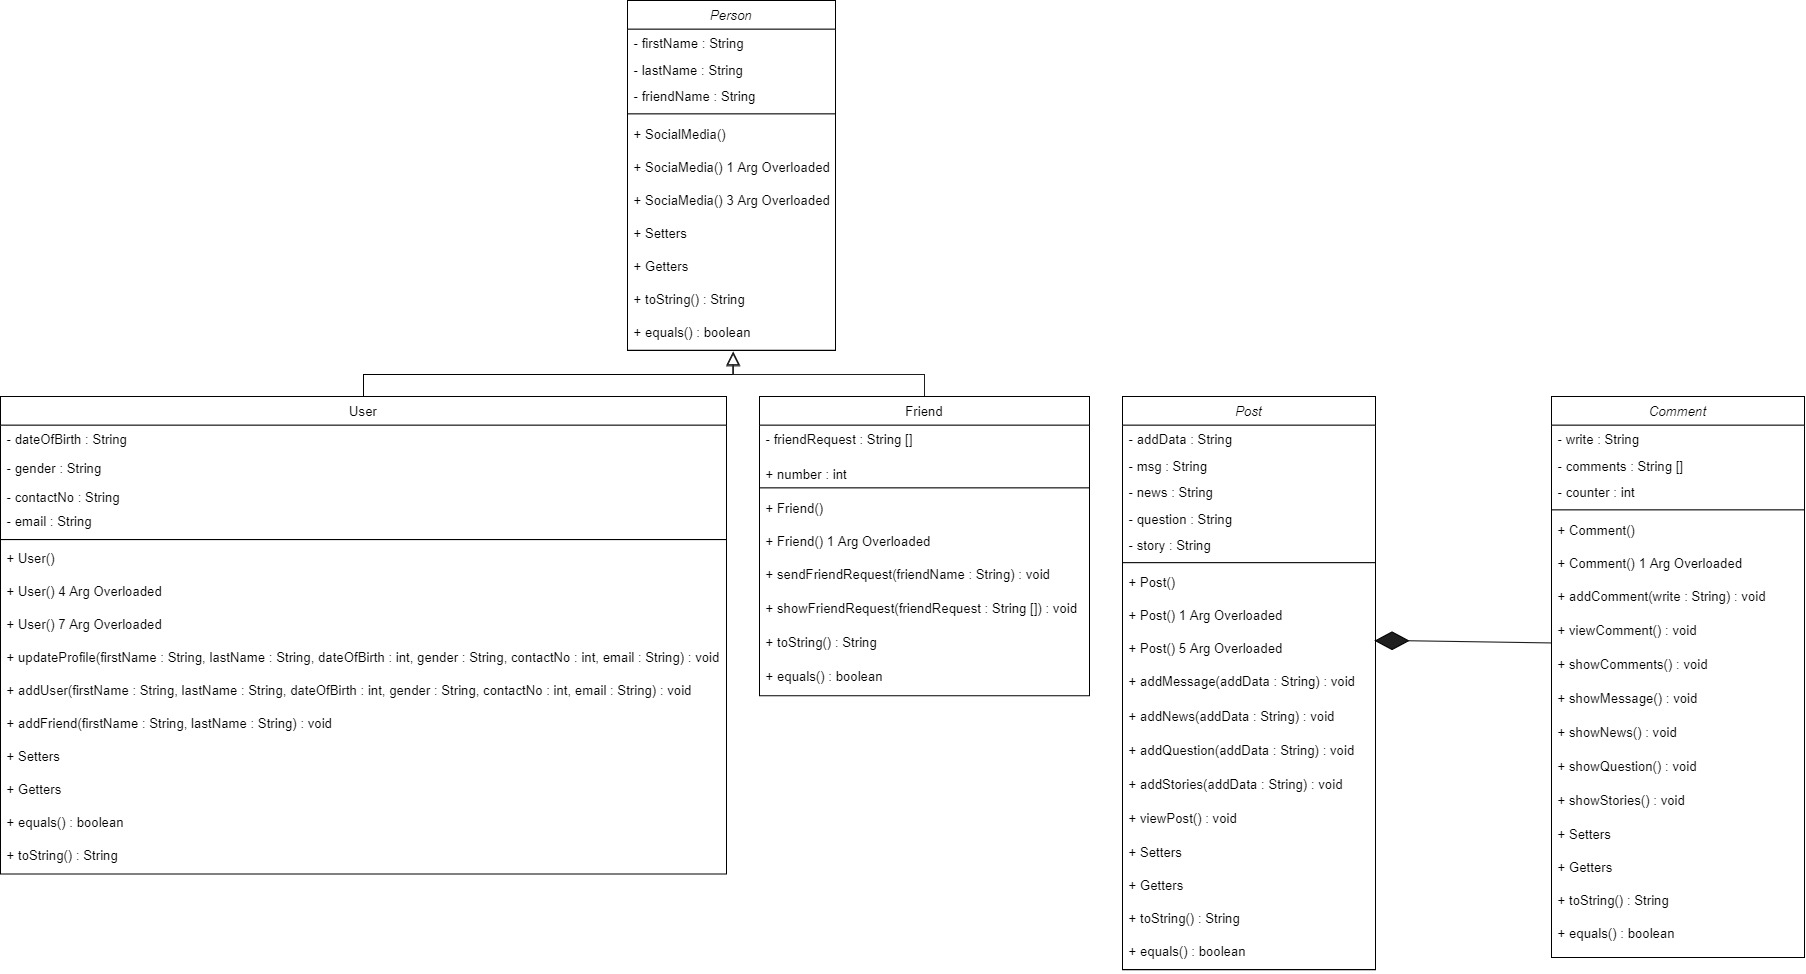 Person
- firstName : String
- lastName : String
- friendName : String
+ SocialMedia()
+ SociaMedia() 1 Arg Overloaded
+ SociaMedia() 3 Arg Overloaded
+ Setters
+ Getters
+ toString() : String
+ equals() : boolean
User
- dateOfBirth : String
- gender : String
- contactNo : String
- email : String
+ User()
+ User() 4 Arg Overloaded
+ User() 7 Arg Overloaded
+ updateProfile(firstName : String, lastName : String, dateOfBirth : int, gender : String, contactNo : int, email : String) : void
+ addUser(firstName : String, lastName : String, dateOfBirth : int, gender : String, contactNo : int, email : String) : void
+ addFriend(firstName : String, lastName : String) : void
+ Setters
+ Getters
+ equals() : boolean
+ toString() : String
Friend
- friendRequest : String []
+ number : int
+ Friend()
+ Friend() 1 Arg Overloaded
+ sendFriendRequest(friendName : String) : void
+ showFriendRequest(friendRequest : String []) : void
+ toString() : String
+ equals() : boolean
Post
- addData : String
- msg : String
- news : String
- question : String
- story : String
+ Post()
+ Post() 1 Arg Overloaded
+ Post() 5 Arg Overloaded
+ addMessage(addData : String) : void
+ addNews(addData : String) : void
+ addQuestion(addData : String) : void
+ addStories(addData : String) : void
+ viewPost() : void
+ Setters
+ Getters
+ toString() : String
+ equals() : boolean
Comment
- write : String
- comments : String []
- counter : int
+ Comment()
+ Comment() 1 Arg Overloaded
+ addComment(write : String) : void
+ viewComment() : void
+ showComments() : void
+ showMessage() : void
+ showNews() : void
+ showQuestion() : void
+ showStories() : void
+ Setters
+ Getters
+ toString() : String
+ equals() : boolean